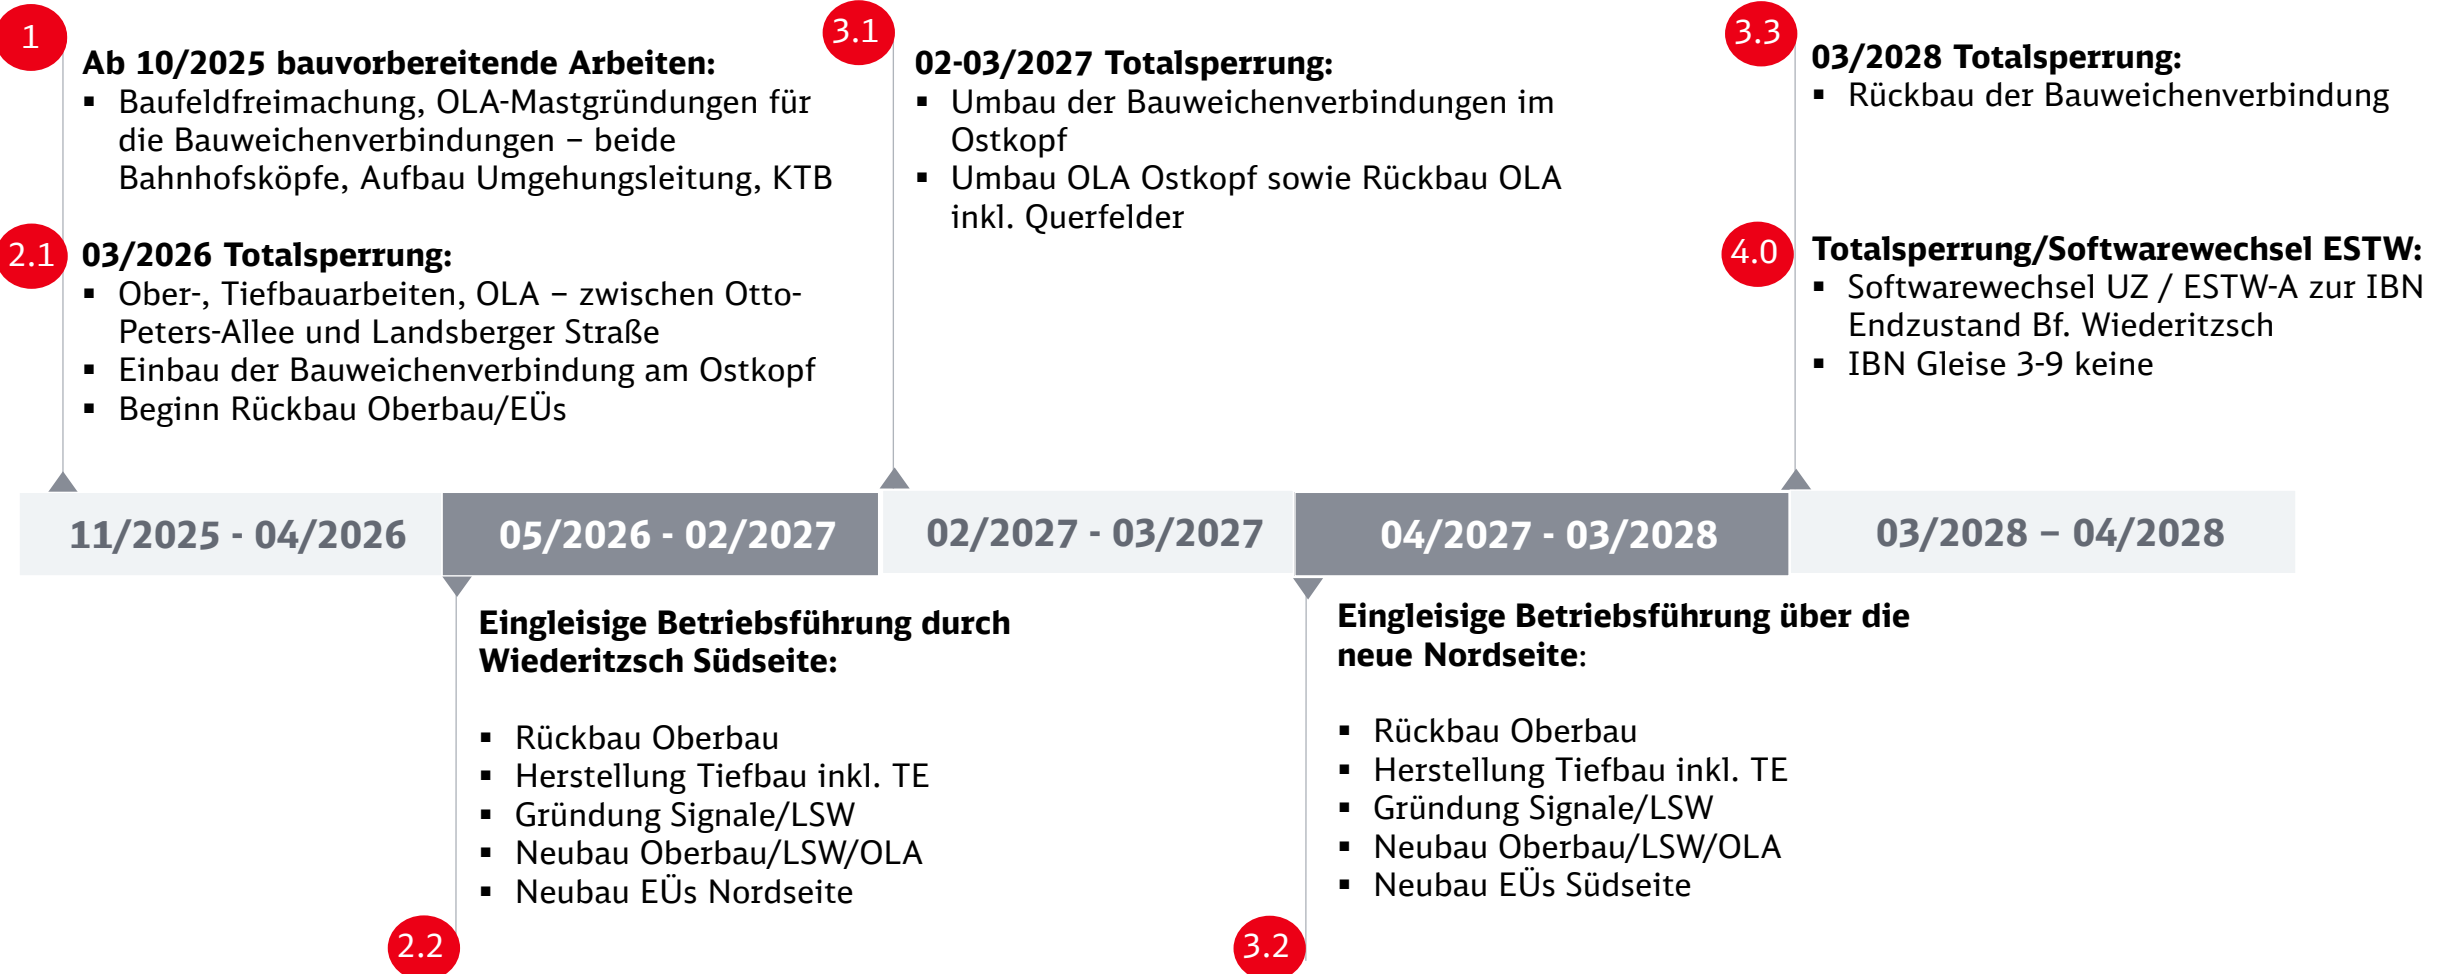 1
Ab 10/2025 bauvorbereitende Arbeiten:
▪ Baufeldfreimachung, OLA-Mastgründungen für
die Bauweichenverbindungen – beide
Bahnhofsköpfe, Aufbau Umgehungsleitung, KTB
2.1
03/2026 Totalsperrung:
▪ Ober-, Tiefbauarbeiten, OLA – zwischen Otto-
Peters-Allee und Landsberger Straße
▪ Einbau der Bauweichenverbindung am Ostkopf
▪ Beginn Rückbau Oberbau/EÜs
3.1
02-03/2027 Totalsperrung:
▪ Umbau der Bauweichenverbindungen im
Ostkopf
▪ Umbau OLA Ostkopf sowie Rückbau OLA
inkl. Querfelder
3.3
03/2028 Totalsperrung:
▪ Rückbau der Bauweichenverbindung
4.0
Totalsperrung/Softwarewechsel ESTW:
▪ Softwarewechsel UZ / ESTW-A zur IBN
Endzustand Bf. Wiederitzsch
▪ IBN Gleise 3-9 keine
11/2025 - 04/2026
05/2026 - 02/2027
02/2027 - 03/2027
04/2027 - 03/2028
03/2028 – 04/2028
Eingleisige Betriebsführung durch
Wiederitzsch Südseite:
▪ Rückbau Oberbau
▪ Herstellung Tiefbau inkl. TE
▪ Gründung Signale/LSW
▪ Neubau Oberbau/LSW/OLA
▪ Neubau EÜs Nordseite
2.2
Eingleisige Betriebsführung über die
neue Nordseite:
▪ Rückbau Oberbau
▪ Herstellung Tiefbau inkl. TE
▪ Gründung Signale/LSW
▪ Neubau Oberbau/LSW/OLA
▪ Neubau EÜs Südseite
3.2